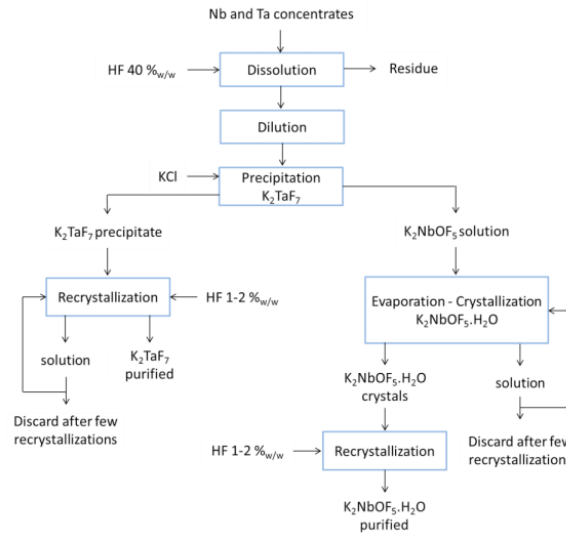 Nb and Ta concentrates
HF 40 %w/w
Dissolution
Residue
Dilution
KCl
Precipitation
K₂TaF₇
K₂TaF₇ precipitate
K₂NbOF₅ solution
Recrystallization
HF 1-2 %w/w
Evaporation - Crystallization
K₂NbOF₅.H₂O
solution
K₂TaF₇
purified
Discard after few
recrystallizations
K₂NbOF₅.H₂O
crystals
solution
HF 1-2 %w/w
Recrystallization
Discard after few
recrystallization
K₂NbOF₅.H₂O
purified